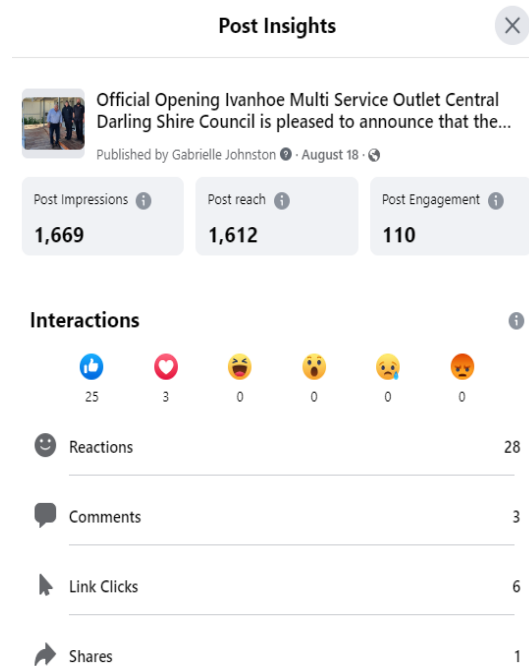 Post Insights
Official Opening Ivanhoe Multi Service Outlet Central
Darling Shire Council is pleased to announce that the...
Published by Gabrielle Johnston · August 18 ·
Post Impressions
Post reach
Post Engagement
1,669
1,612
110
Interactions
25
3
0
0
0
0
Reactions 28
Comments 3
Link Clicks 6
Shares 1